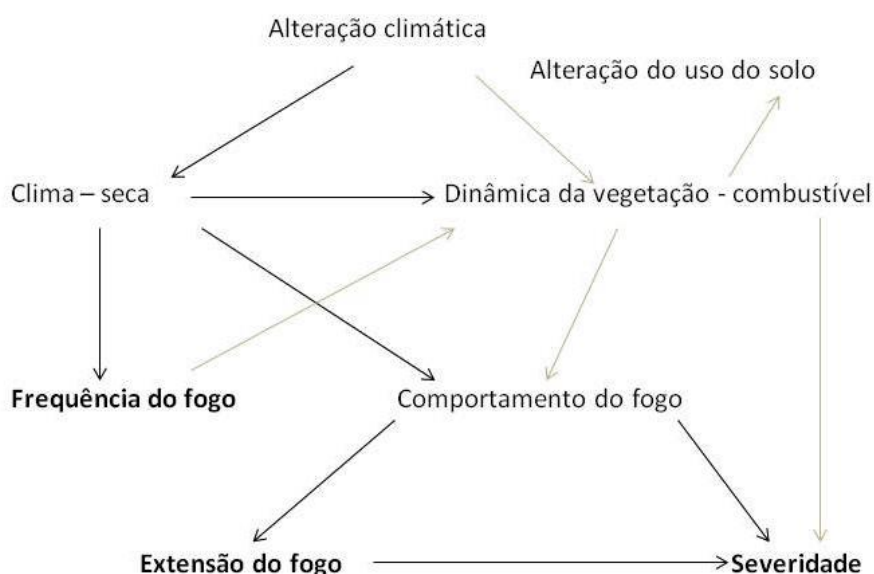 Alteração climática
Alteração do uso do solo
Clima – seca
Dinâmica da vegetação - combustível
Frequência do fogo
Comportamento do fogo
Extensão do fogo
Severidade